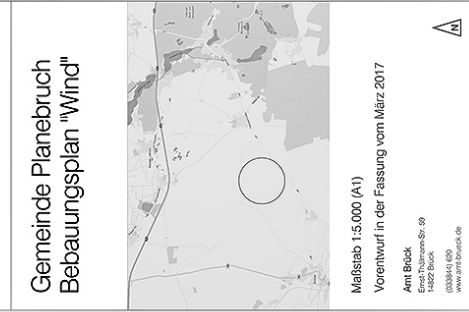 Gemeinde Planebruch
Bebauungsplan "Wind"
Maßstab 1:5.000 (A1)
Vorentwurf in der Fassung vom März 2017
Amt Brück
Ernst-Thälmann-Str. 59
14822 Brück
(033844) 620
www.amt-brueck.de
N